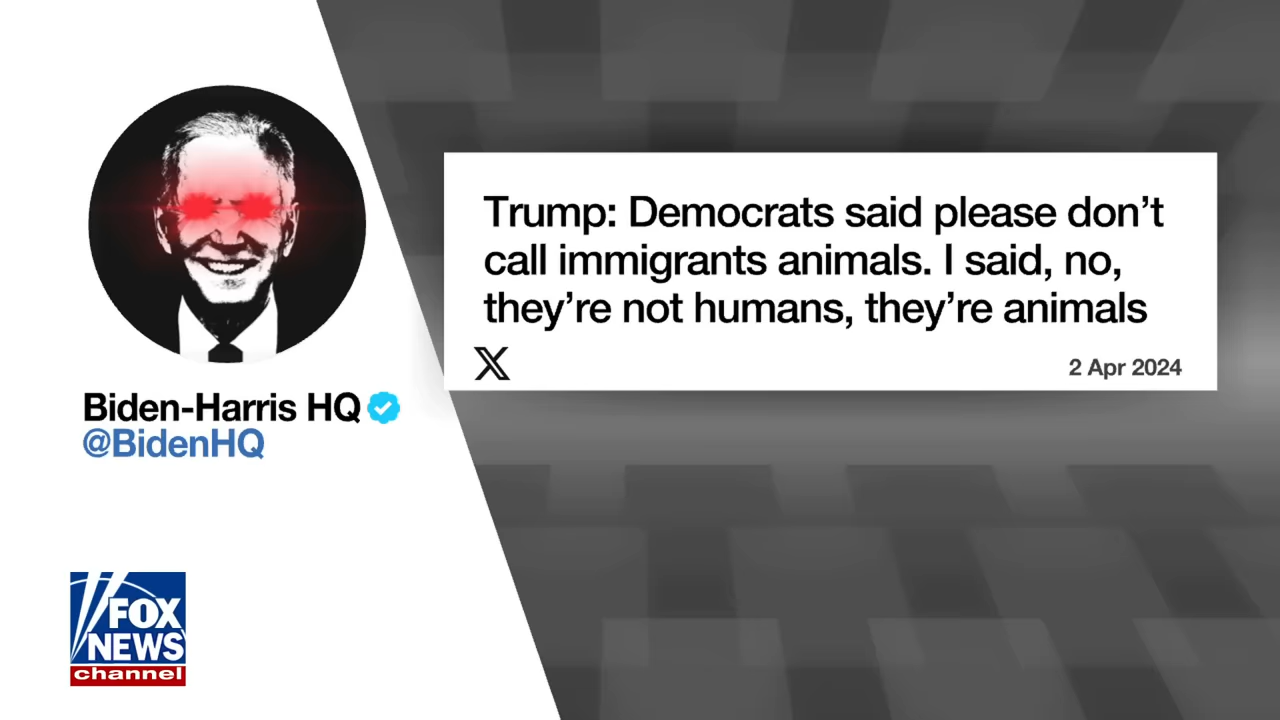 Trump: Democrats said please don’t
call immigrants animals. I said, no,
they’re not humans, they’re animals
2 Apr 2024
Biden-Harris HQ
@BidenHQ
FOX
NEWS
channel